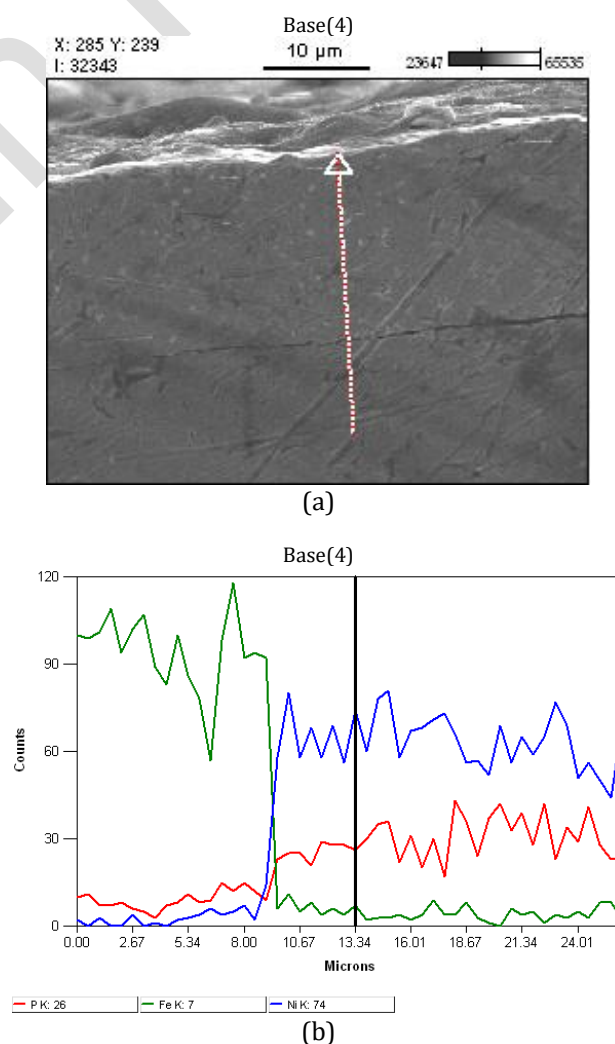 Base(4)
X: 285 Y: 239
I: 32343
10 µm
23647 65535
(a)
Base(4)
120
90
60
30
0
Counts
0.00 2.67 5.34 8.00 10.67 13.34 16.01 18.67 21.34 24.01
Microns
P K: 26 Fe K: 7 Ni K: 74
(b)